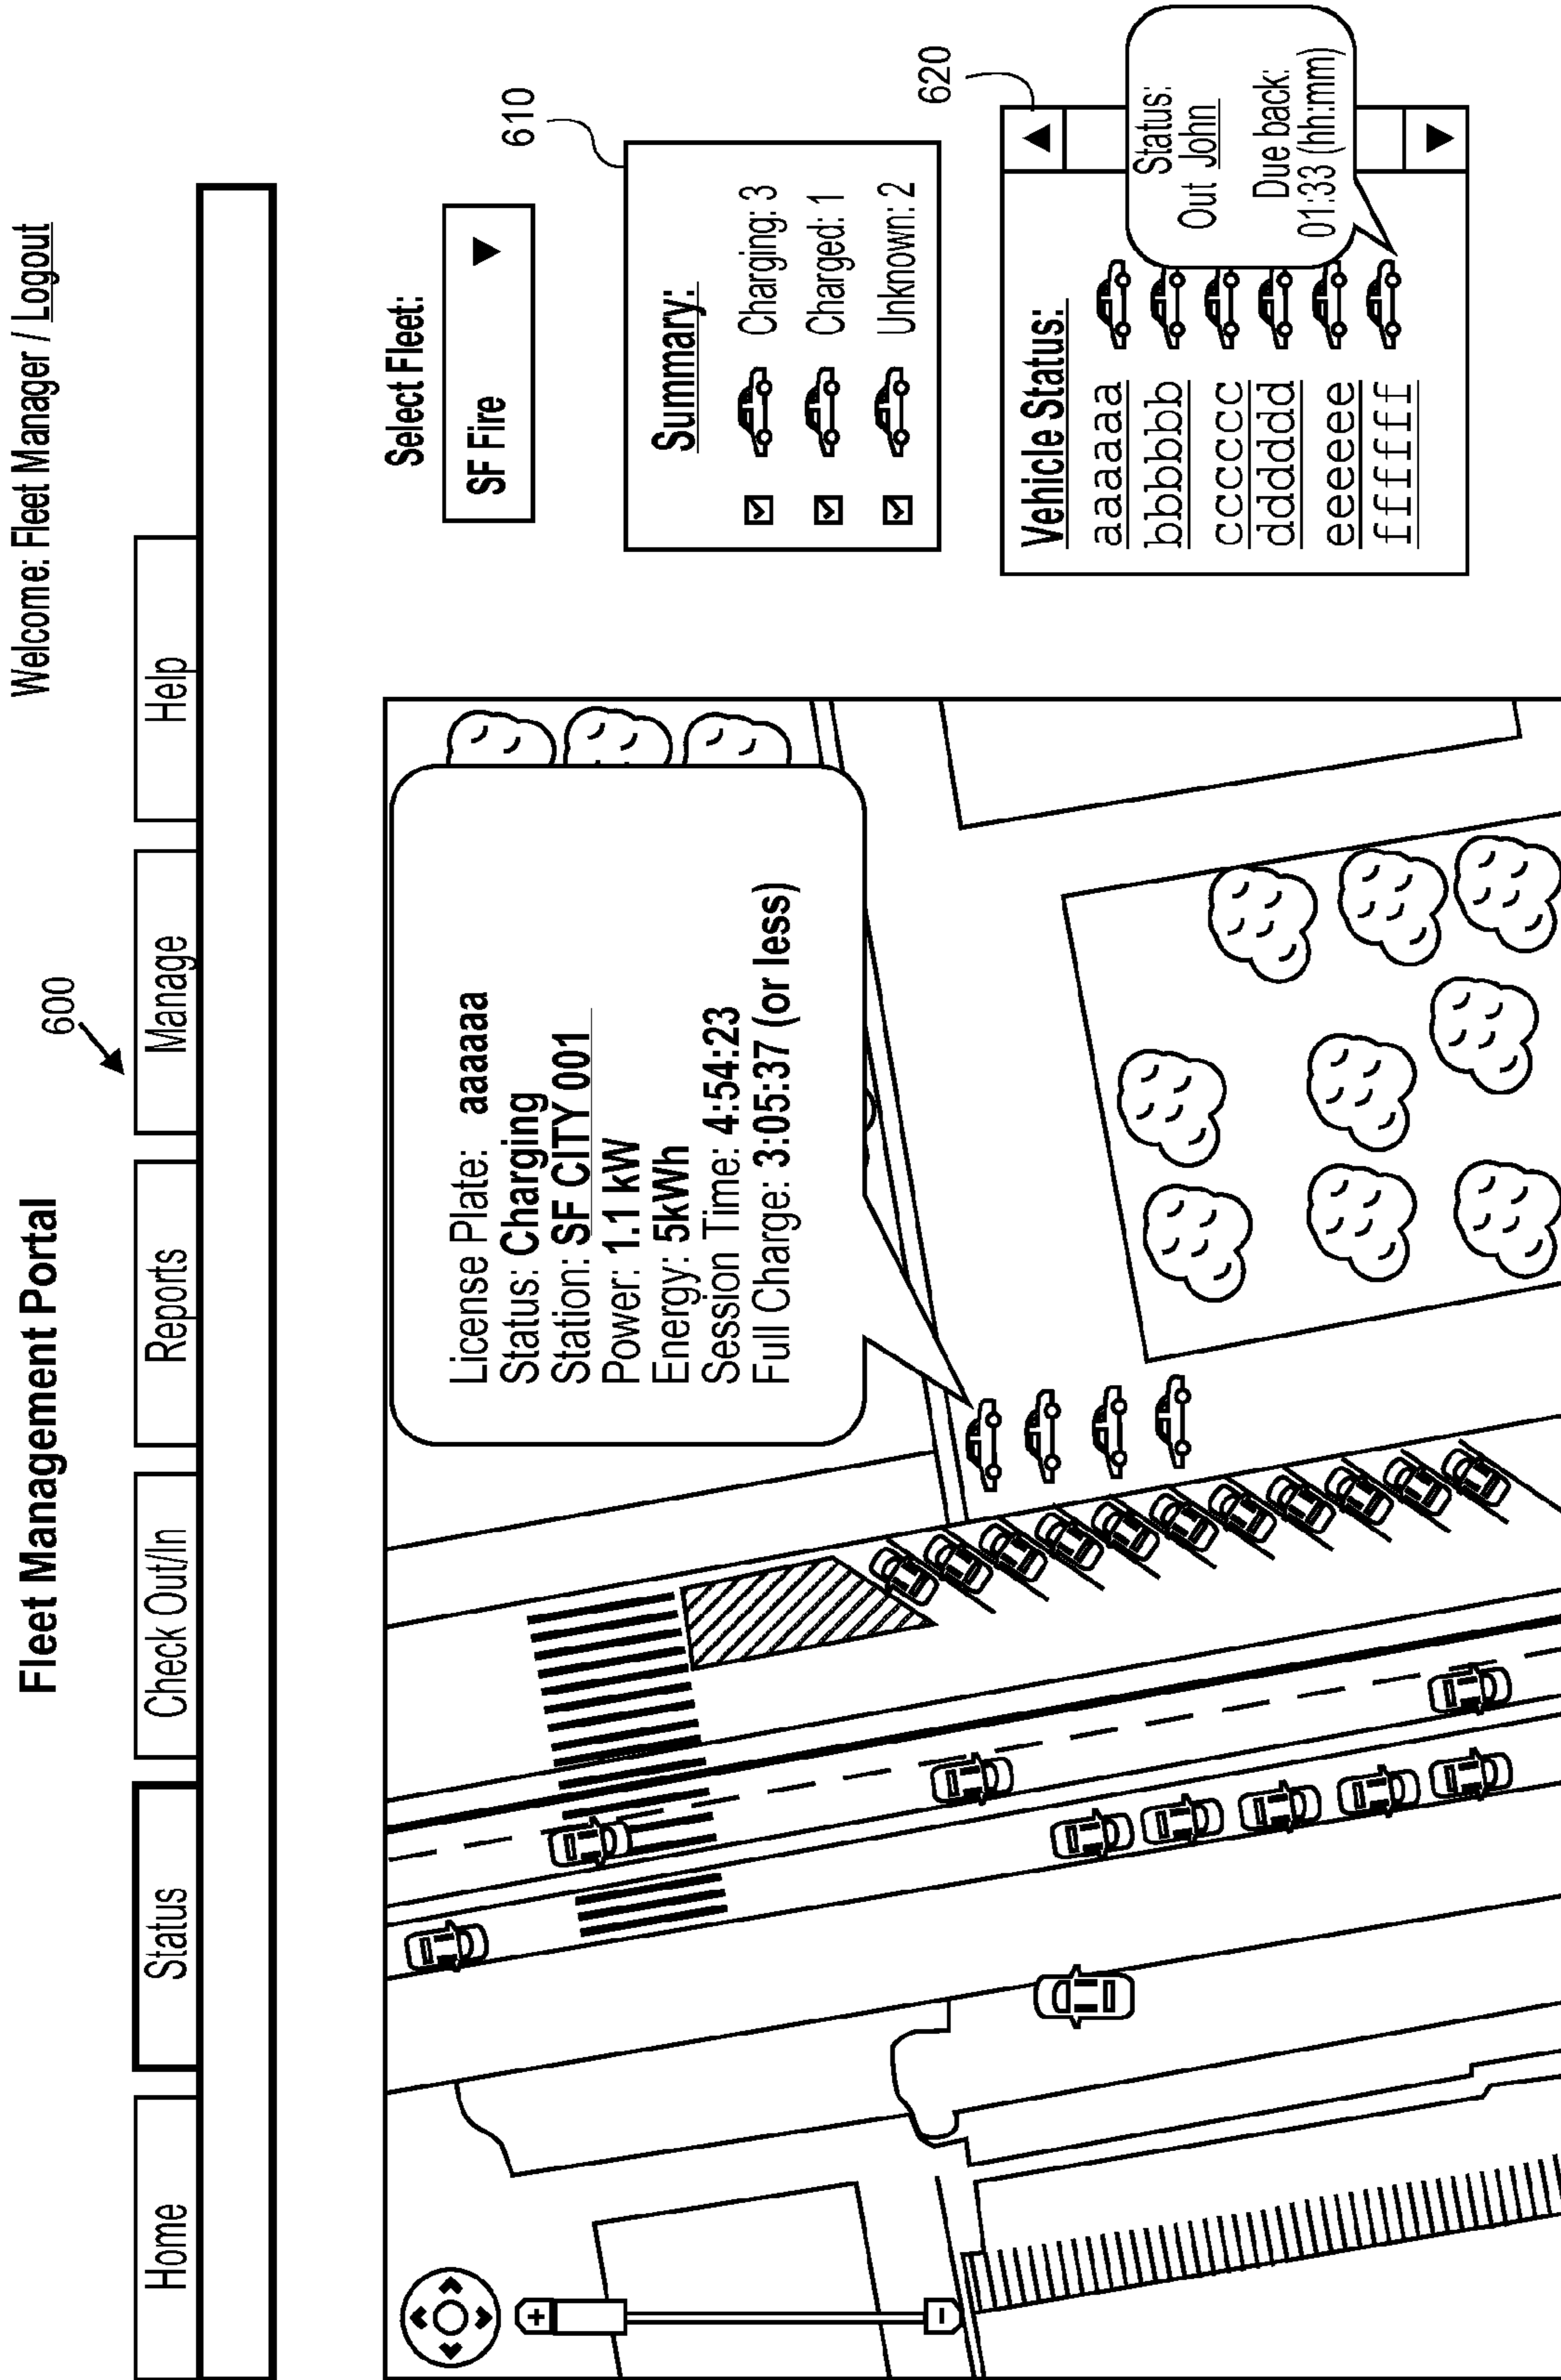 Fleet Management Portal
Welcome: Fleet Manager / Logout
600
Home
Status
Check Out/In
Reports
Manage
Help
License Plate: aaaaaa
Status: Charging
Station: SF CITY 001
Power: 1.1 kW
Energy: 5kWh
Session Time: 4:54:23
Full Charge: 3:05:37 (or less)
+
-
Select Fleet:
SF Fire ▼
610
Summary:
Charging: 3
Charged: 1
Unknown: 2
620
Vehicle Status:
aaaaaa
bbbbbb
cccccc
dddddd
eeeeee
ffffff
Status:
Out John
Due back:
01:33 (hh:mm)